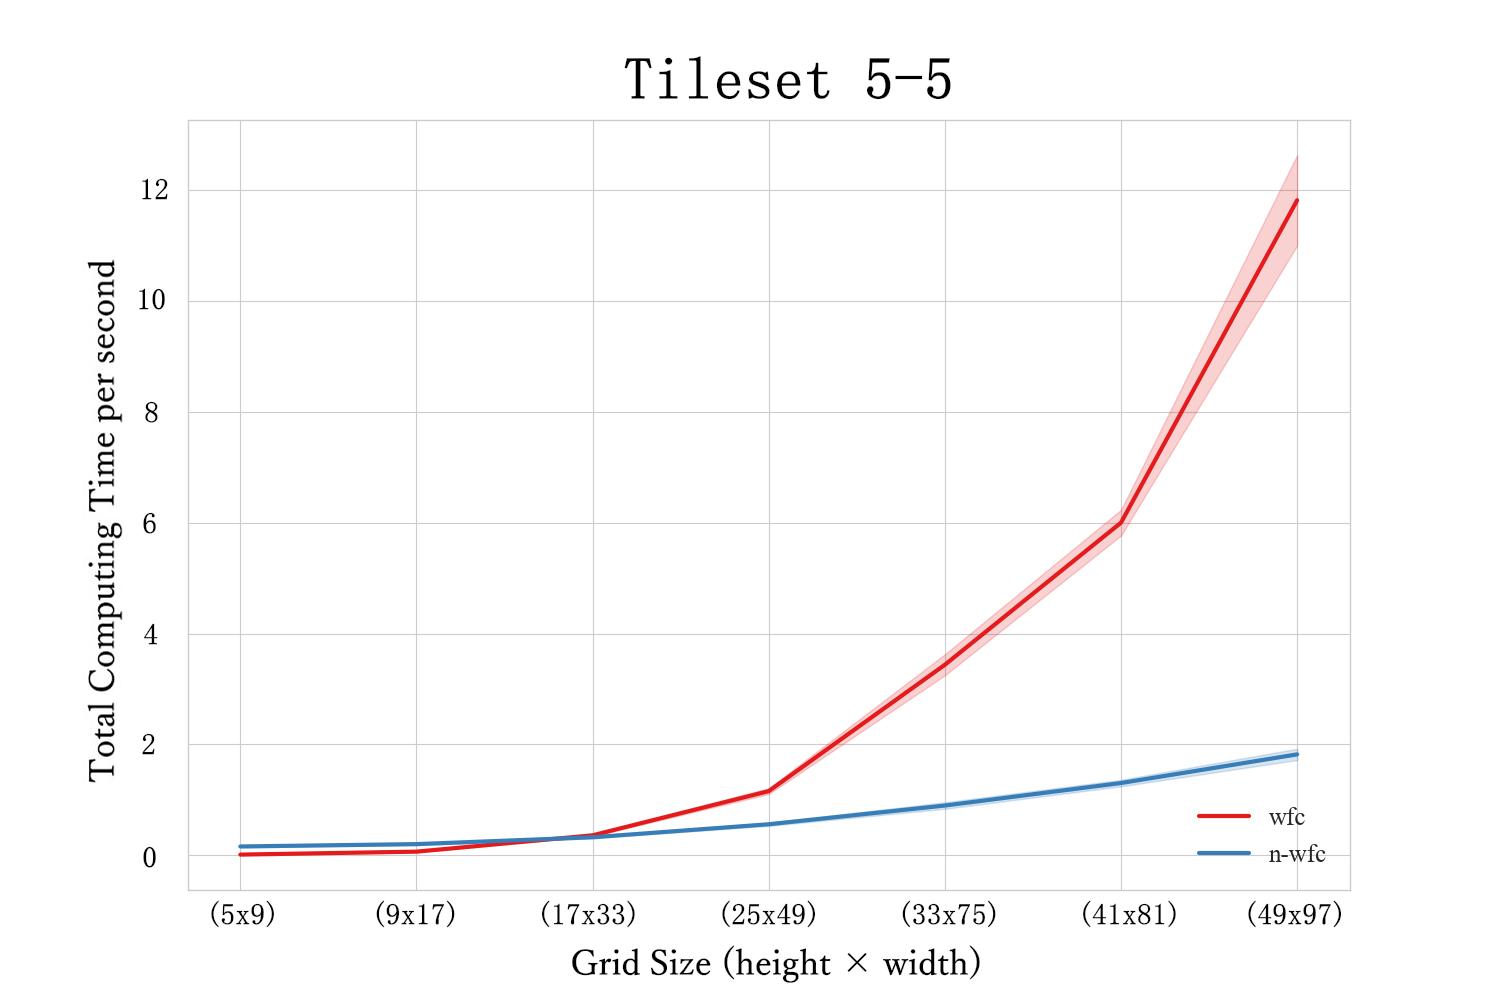 Tileset 5-5
Total Computing Time per second
12
10
8
6
4
2
0
wfc
n-wfc
(5x9) (9x17) (17x33) (25x49) (33x75) (41x81) (49x97)
Grid Size (height × width)